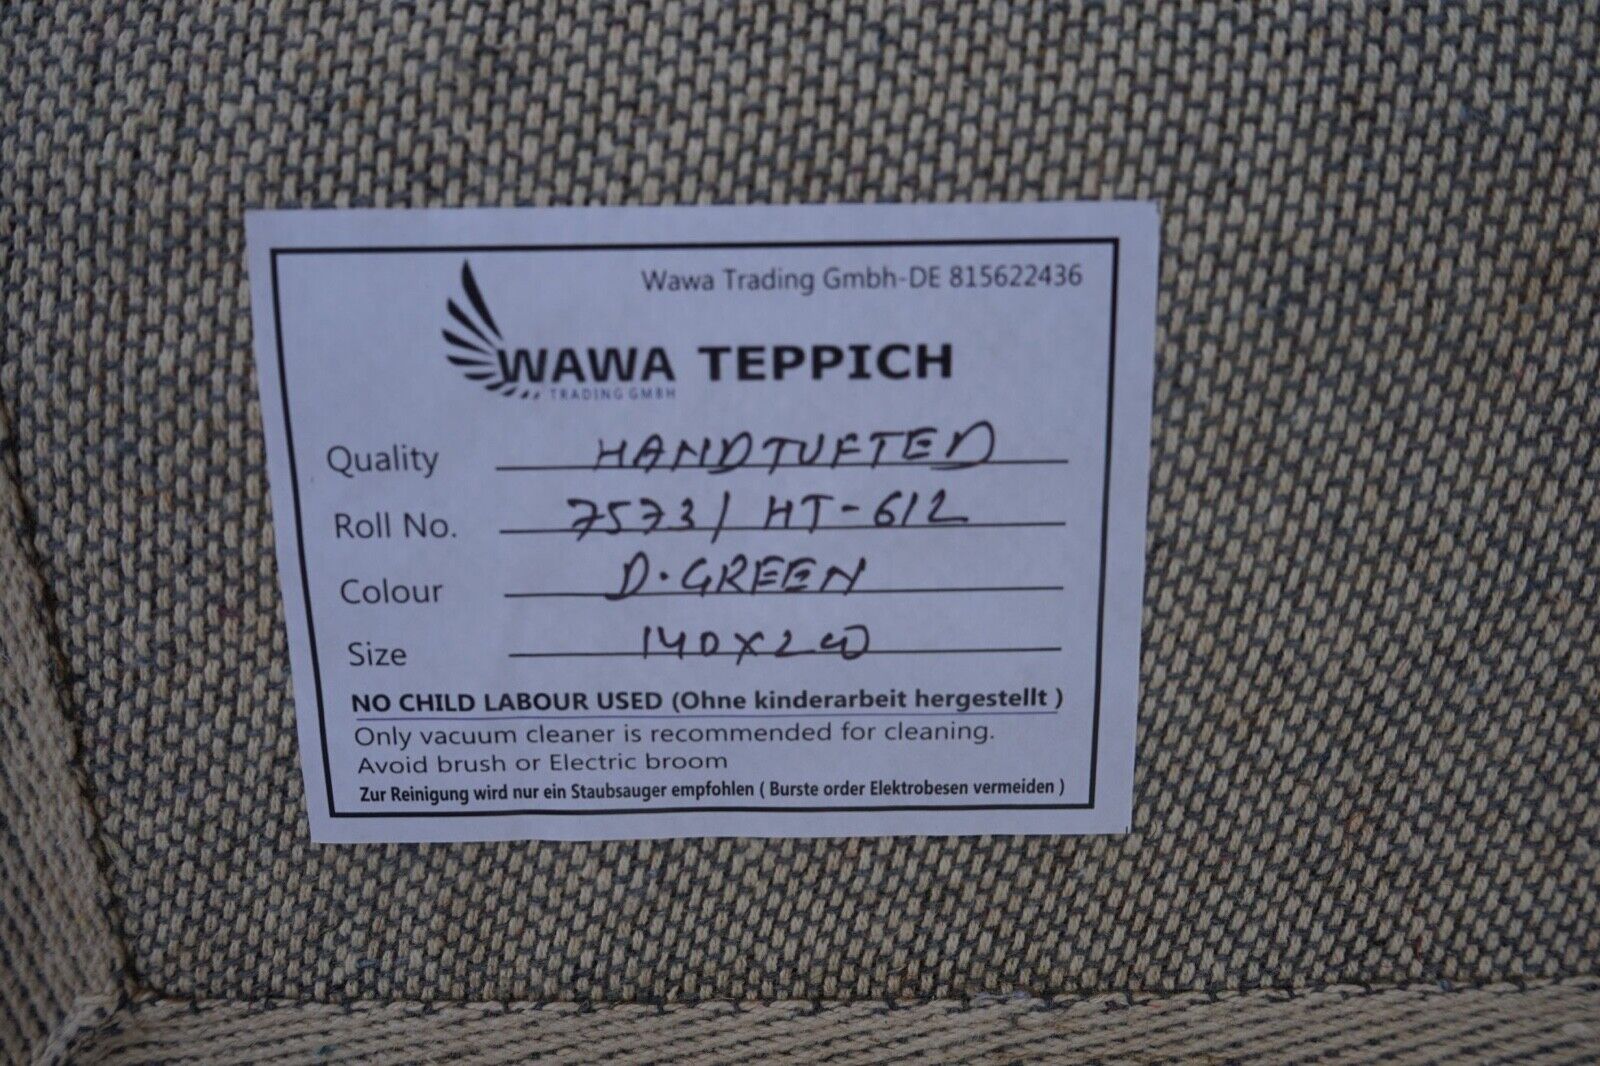 Wawa Trading Gmbh-DE 815622436
WAWA TEPPICH
TRADING GMBH
Quality HANDTUFTED
Roll No. 7573/ HT-612
Colour D.GREEN
Size 140X200
NO CHILD LABOUR USED (Ohne kinderarbeit hergestellt )
Only vacuum cleaner is recommended for cleaning.
Avoid brush or Electric broom
Zur Reinigung wird nur ein Staubsauger empfohlen ( Burste order Elektrobesen vermeiden )